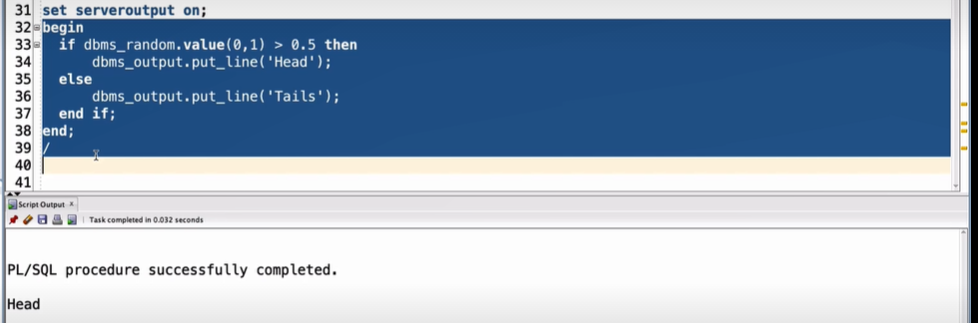 31 set serveroutput on;
32 begin
33 if dbms_random.value(0,1) > 0.5 then
34 dbms_output.put_line('Head');
35 else
36 dbms_output.put_line('Tails');
37 end if;
38 end;
39 /
40
41
Script Output x
Task completed in 0.032 seconds
PL/SQL procedure successfully completed.
Head